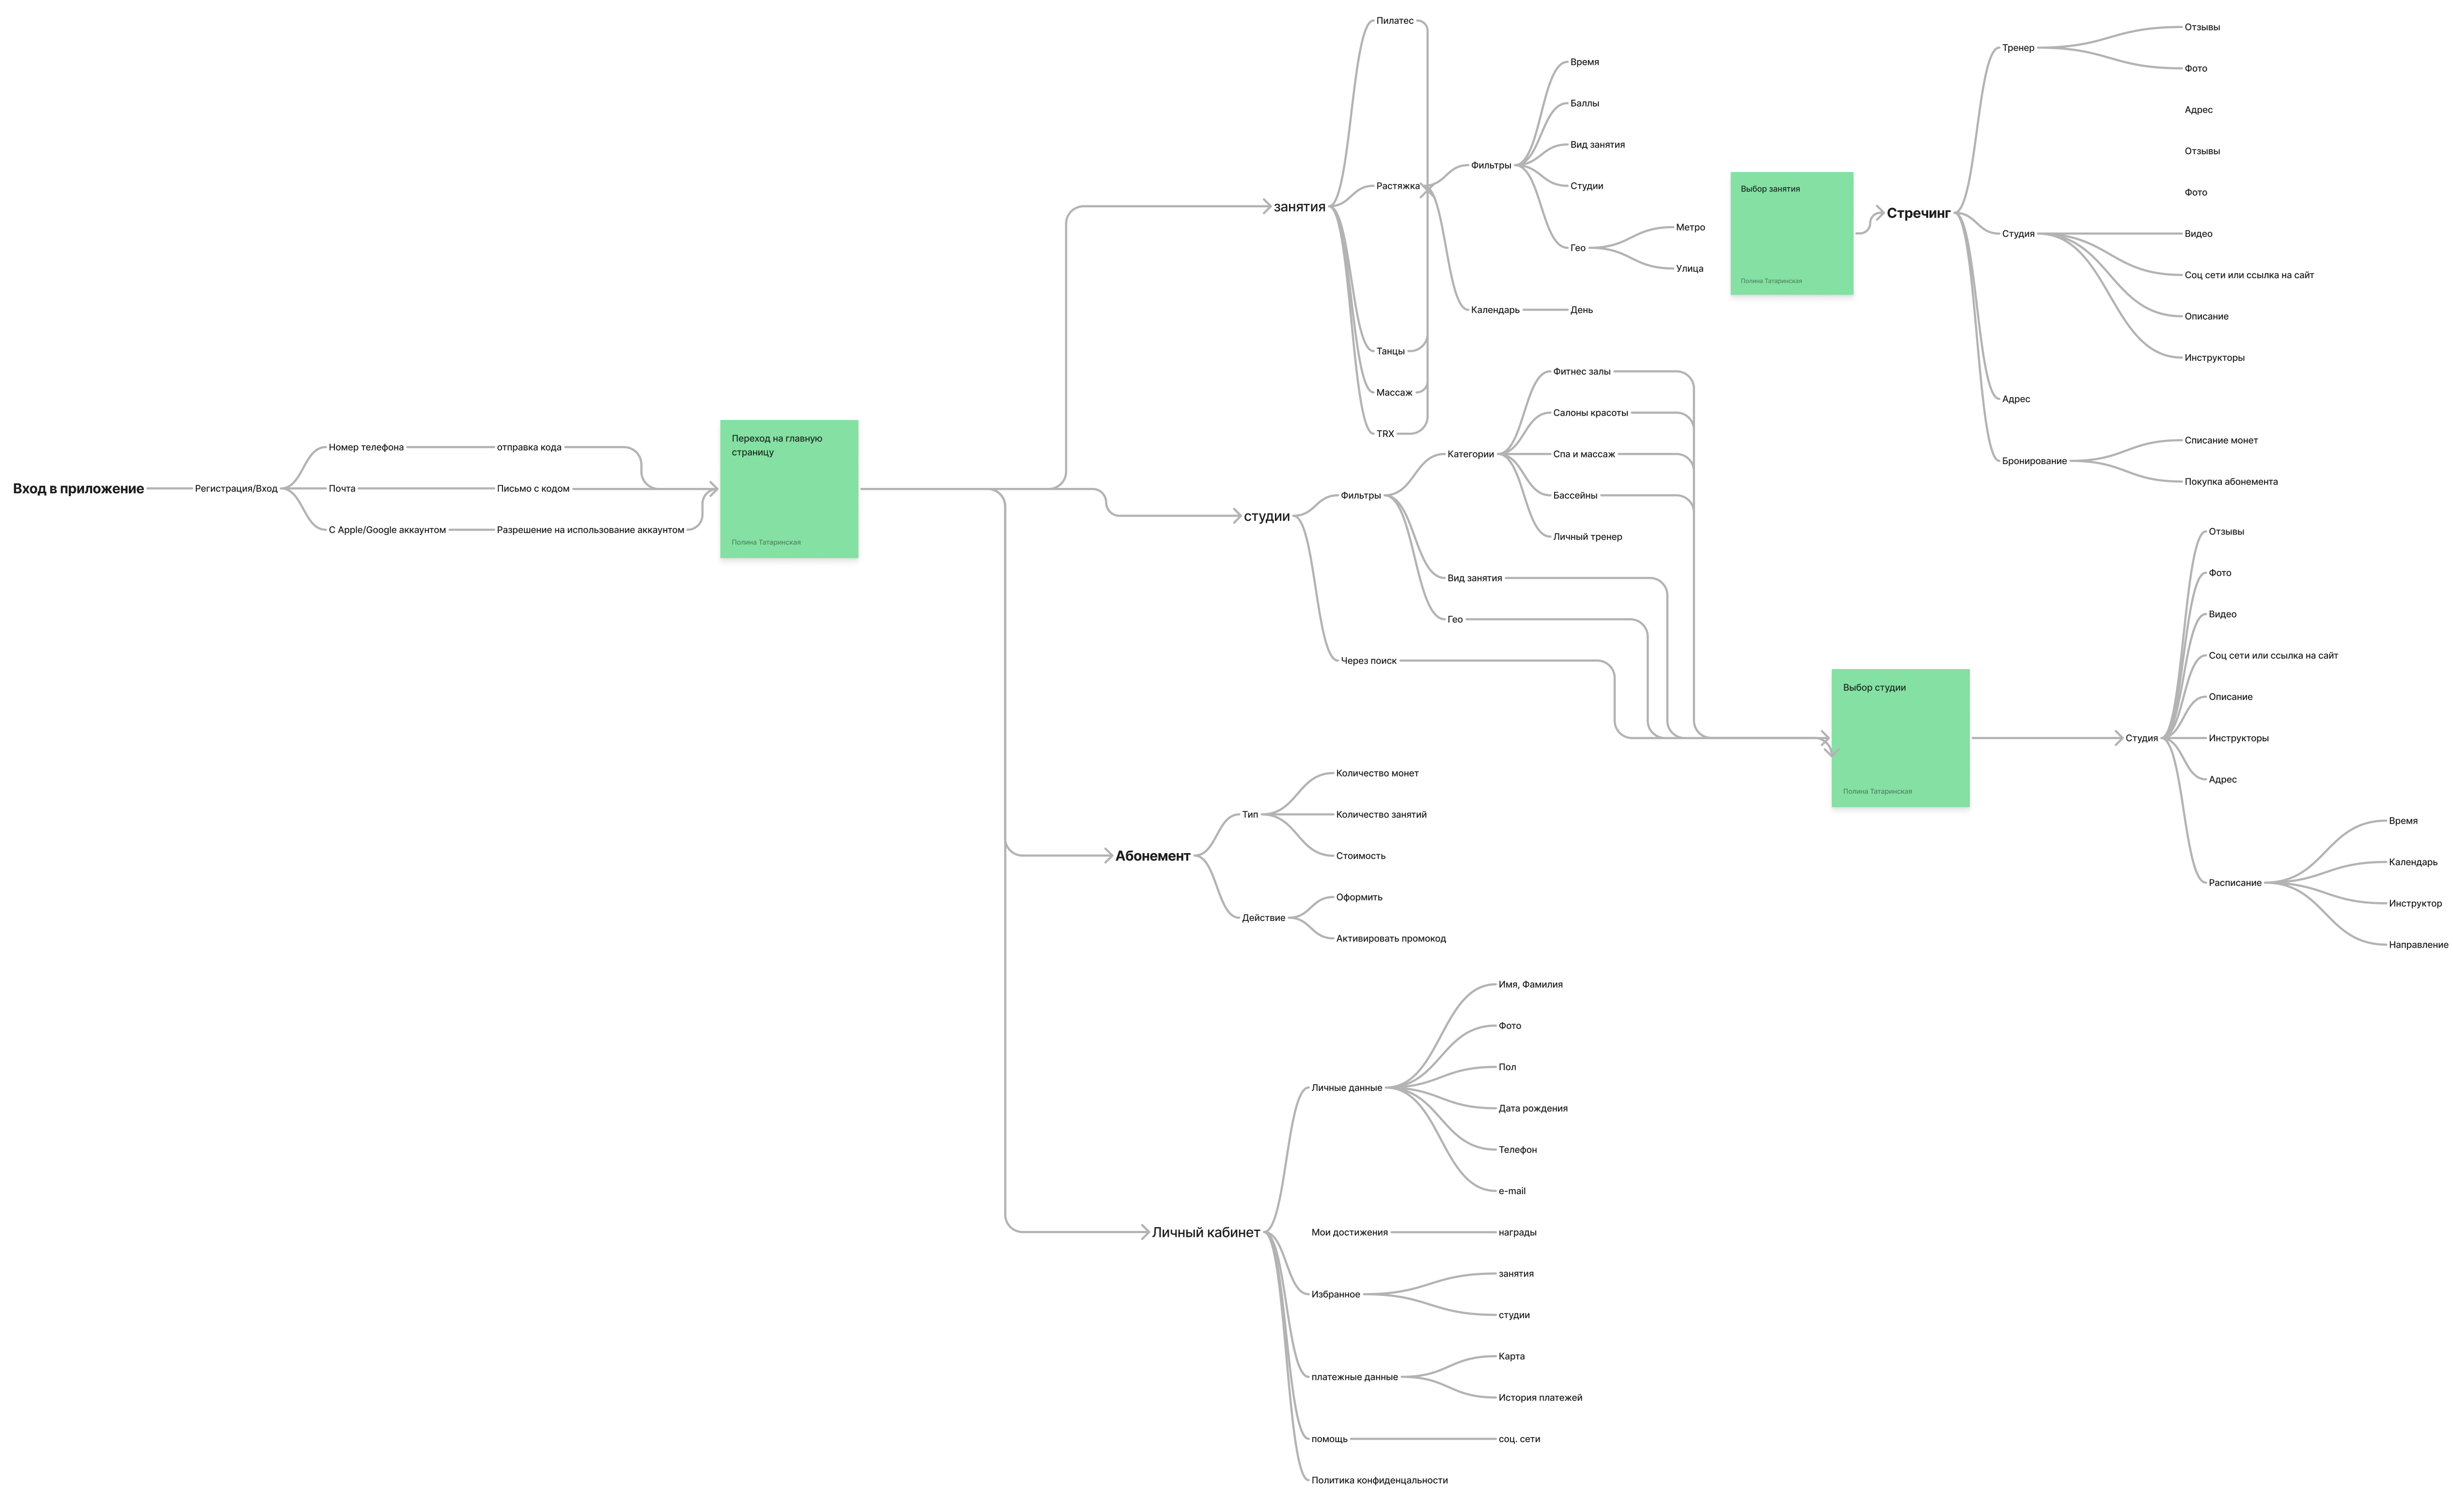 Вход в приложение
Регистрация/Вход
Номер телефона
отправка кода
Почта
Письмо с кодом
С Apple/Google аккаунтом
Разрешение на использование аккаунтом
Переход на главную
страницу
Полина Татаринская
занятия
Пилатес
Растяжка
Танцы
Массаж
TRX
Фильтры
Время
Баллы
Вид занятия
Студии
Гео
Метро
Улица
Календарь
День
Выбор занятия
Полина Татаринская
Стречинг
Тренер
Отзывы
Фото
Адрес
Отзывы
Фото
Студия
Видео
Соц сети или ссылка на сайт
Описание
Инструкторы
Адрес
Бронирование
Списание монет
Покупка абонемента
студии
Фильтры
Категории
Фитнес залы
Салоны красоты
Спа и массаж
Бассейны
Личный тренер
Вид занятия
Гео
Через поиск
Выбор студии
Полина Татаринская
Студия
Отзывы
Фото
Видео
Соц сети или ссылка на сайт
Описание
Инструкторы
Адрес
Расписание
Время
Календарь
Инструктор
Направление
Абонемент
Тип
Количество монет
Количество занятий
Стоимость
Действие
Оформить
Активировать промокод
Личный кабинет
Личные данные
Имя, Фамилия
Фото
Пол
Дата рождения
Телефон
e-mail
Мои достижения
награды
Избранное
занятия
студии
платежные данные
Карта
История платежей
помощь
соц. сети
Политика конфиденцальности